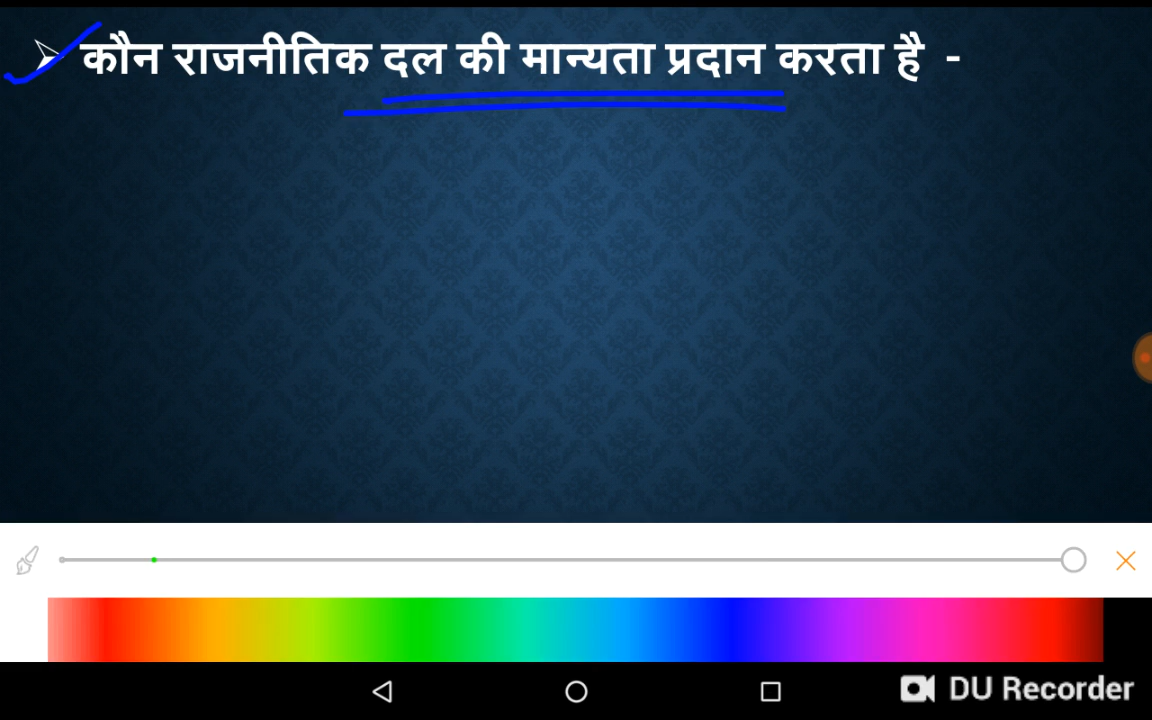 कौन राजनीतिक दल की मान्यता प्रदान करता है -
DU Recorder